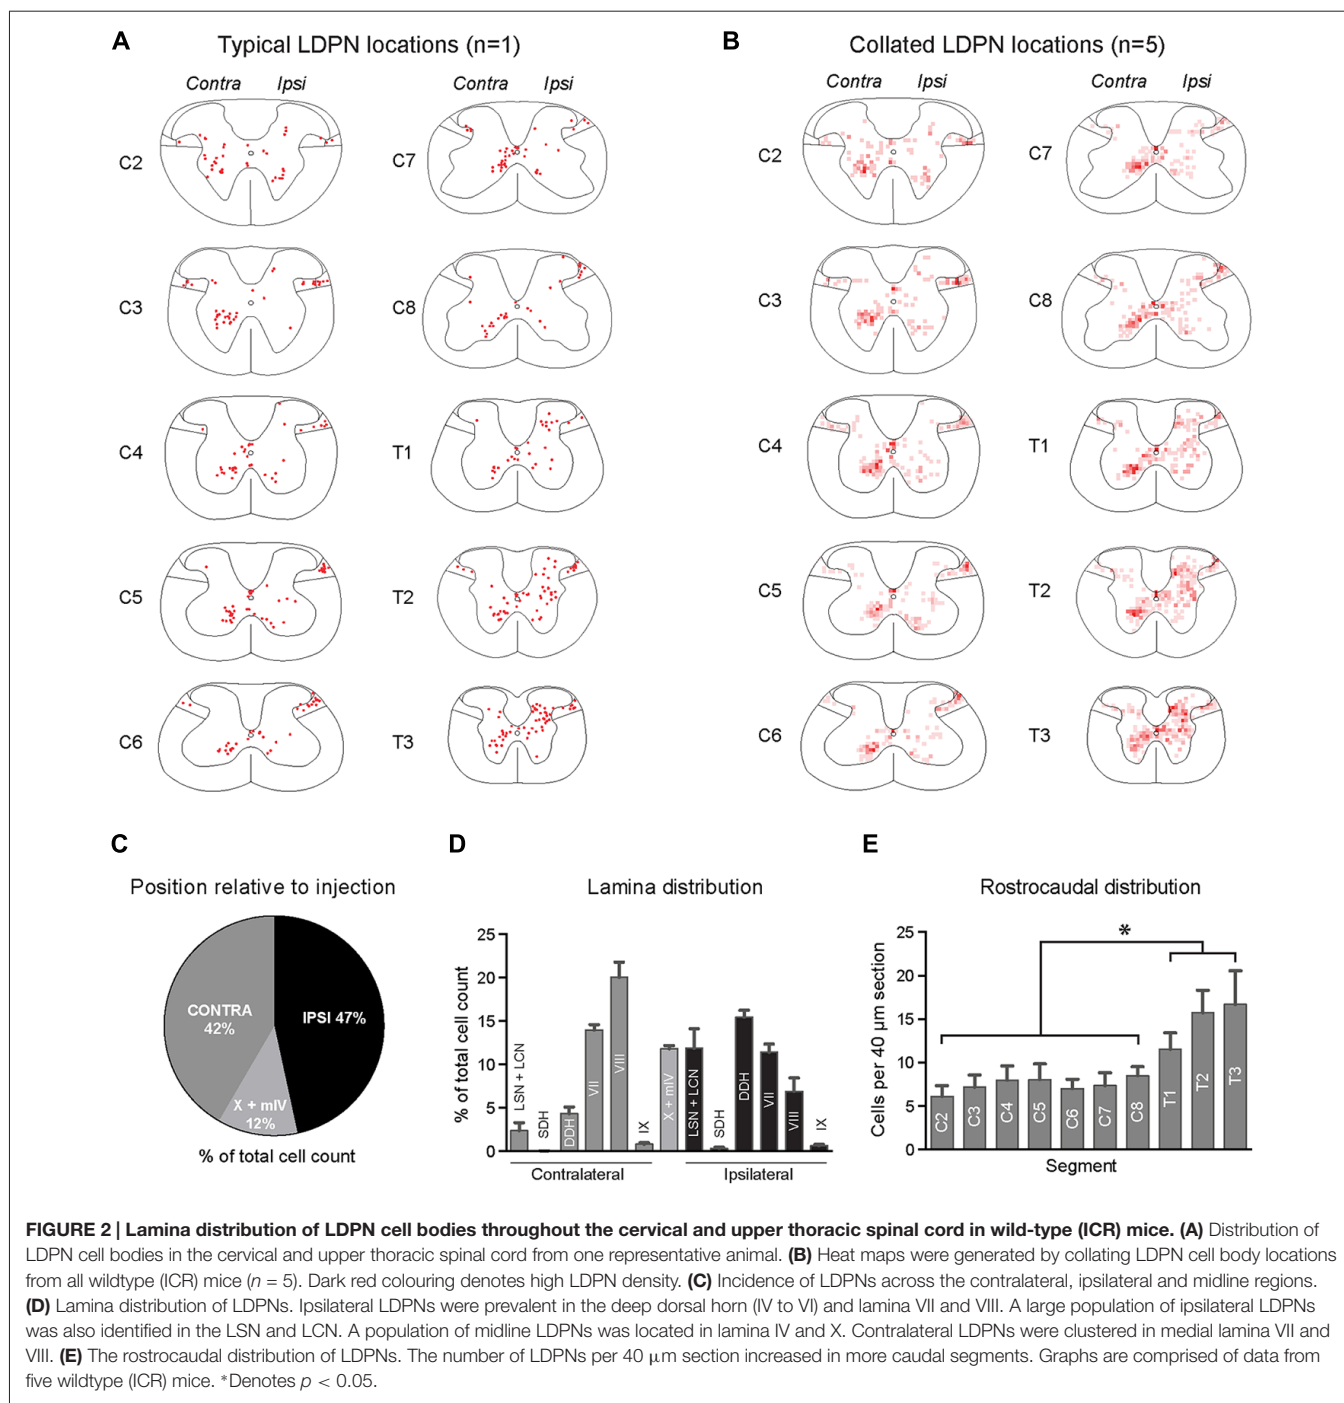 A
Typical LDPN locations (n=1)
Contra
Ipsi
C2
C7
C3
C8
C4
T1
C5
T2
C6
T3
B
Collated LDPN locations (n=5)
Contra
Ipsi
Contra
Ipsi
C2
C7
C3
C8
C4
T1
C5
T2
C6
T3
Contra
Ipsi
C
Position relative to injection
CONTRA
42%
IPSI 47%
X + mIV
12%
% of total cell count
D
Lamina distribution
% of total cell count
25
20
15
10
5
0
LSN + LCN
SDH
DDH
VII
VIII
IX
X + mIV
LSN + LCN
SDH
DDH
VII
VIII
IX
Contralateral
Ipsilateral
E
Rostrocaudal distribution
Cells per 40 µm section
25
20
15
10
5
0
*
C2
C3
C4
C5
C6
C7
C8
T1
T2
T3
Segment
FIGURE 2 | Lamina distribution of LDPN cell bodies throughout the cervical and upper thoracic spinal cord in wild-type (ICR) mice. (A) Distribution of
LDPN cell bodies in the cervical and upper thoracic spinal cord from one representative animal. (B) Heat maps were generated by collating LDPN cell body locations
from all wildtype (ICR) mice (n = 5). Dark red colouring denotes high LDPN density. (C) Incidence of LDPNs across the contralateral, ipsilateral and midline regions.
(D) Lamina distribution of LDPNs. Ipsilateral LDPNs were prevalent in the deep dorsal horn (IV to VI) and lamina VII and VIII. A large population of ipsilateral LDPNs
was also identified in the LSN and LCN. A population of midline LDPNs was located in lamina IV and X. Contralateral LDPNs were clustered in medial lamina VII and
VIII. (E) The rostrocaudal distribution of LDPNs. The number of LDPNs per 40 µm section increased in more caudal segments. Graphs are comprised of data from
five wildtype (ICR) mice. *Denotes p < 0.05.